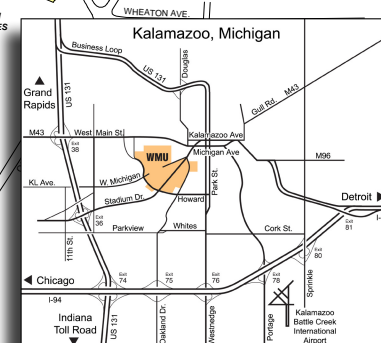 WHEATON AVE.
ES
Kalamazoo, Michigan
Business Loop
US 131
Douglas
Grand
Rapids
US 131
Gull Rd.
M43
M43
West
Main St.
Kalamazoo Ave
Exit
38
Michigan Ave
WMU
M96
KL Ave.
W. Michigan
Park St.
Stadium Dr.
Howard
Detroit
Exit
36
Parkview
Whites
Cork St.
Exit
81
I-
11th St.
Exit
80
Chicago
Exit
74
Exit
75
Exit
76
Exit
78
I-94
Sprinkle
Indiana
Toll Road
US 131
Oakland Dr.
Westnedge
Portage
Kalamazoo
Battle Creek
International
Airport